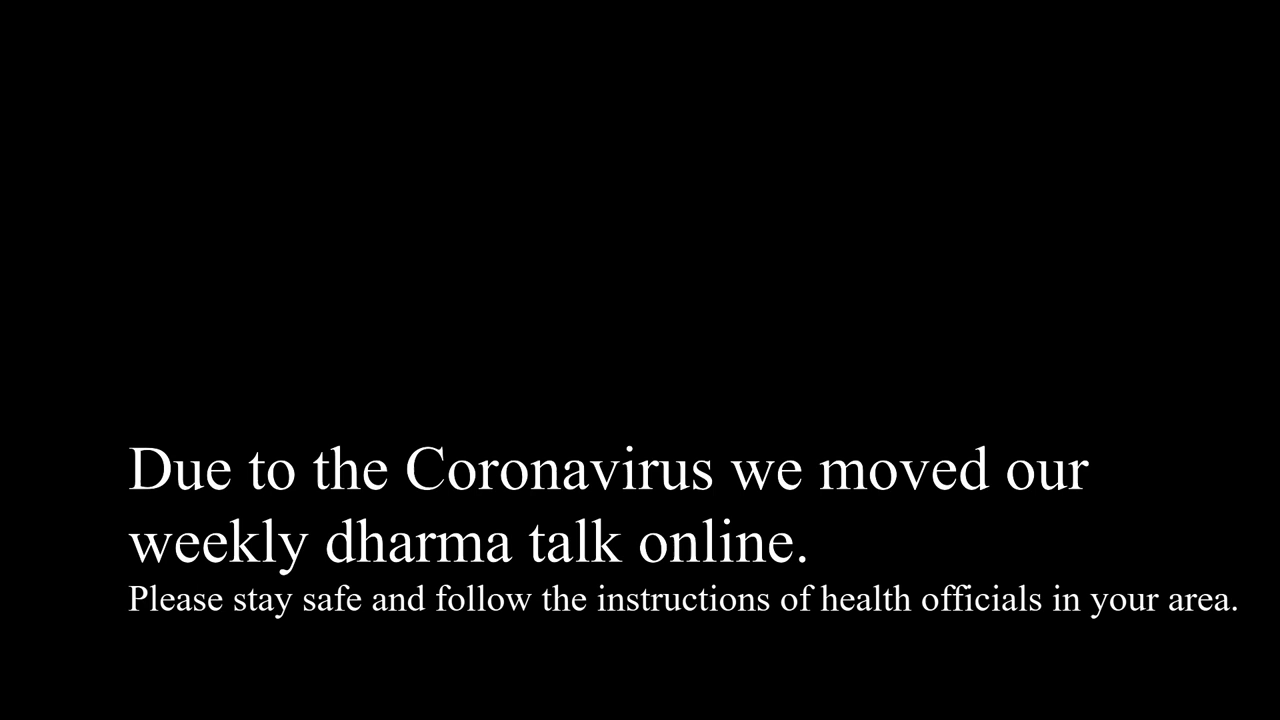 Due to the Coronavirus we moved our
weekly dharma talk online.
Please stay safe and follow the instructions of health officials in your area.